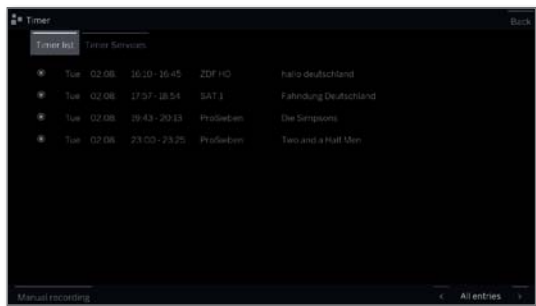 Timer Back
Timer list Timer Services
Tue 02.08. 16:10 - 16:45 ZDF HD hallo deutschland
Tue 02.08. 17:57 - 18:54 SAT.1 Fahndung Deutschland
Tue 02.08. 19:43 - 20:13 ProSieben Die Simpsons
Tue 02.08. 23:00 - 23:25 ProSieben Two and a Half Men
Manual recording < All entries >